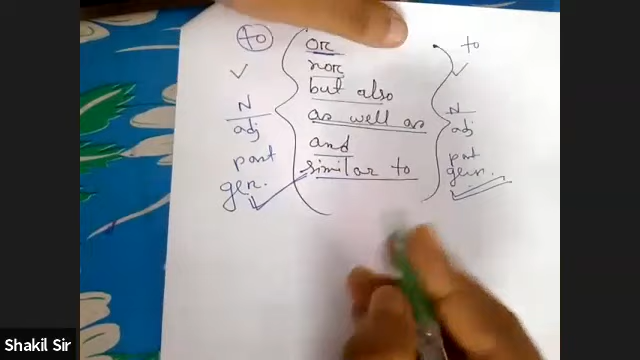 to or to
nor
but also
N as well as N
adj and adj
part similar to part
gen. gen.
Shakil Sir